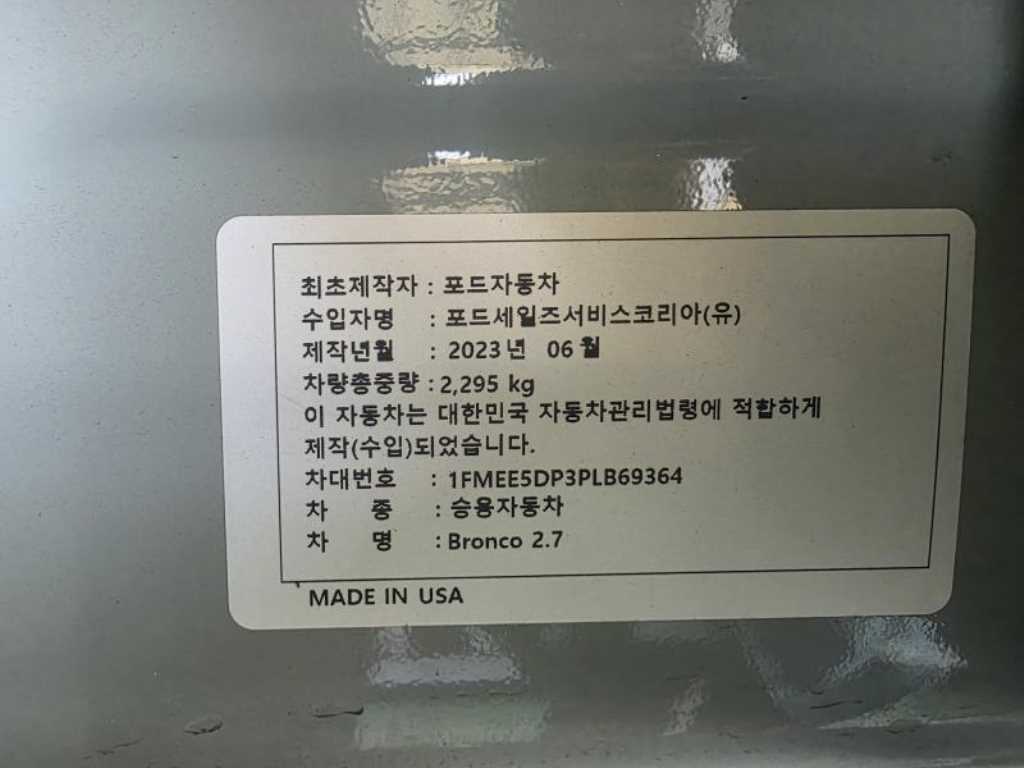 최초제작자 : 포드자동차
수입자명 : 포드세일즈서비스코리아(유)
제작년월 : 2023년 06월
차량총중량 : 2,295 kg
이 자동차는 대한민국 자동차관리법령에 적합하게
제작(수입)되었습니다.
차대번호 : 1FMEE5DP3PLB69364
차 종 : 승용자동차
차 명 : Bronco 2.7
MADE IN USA